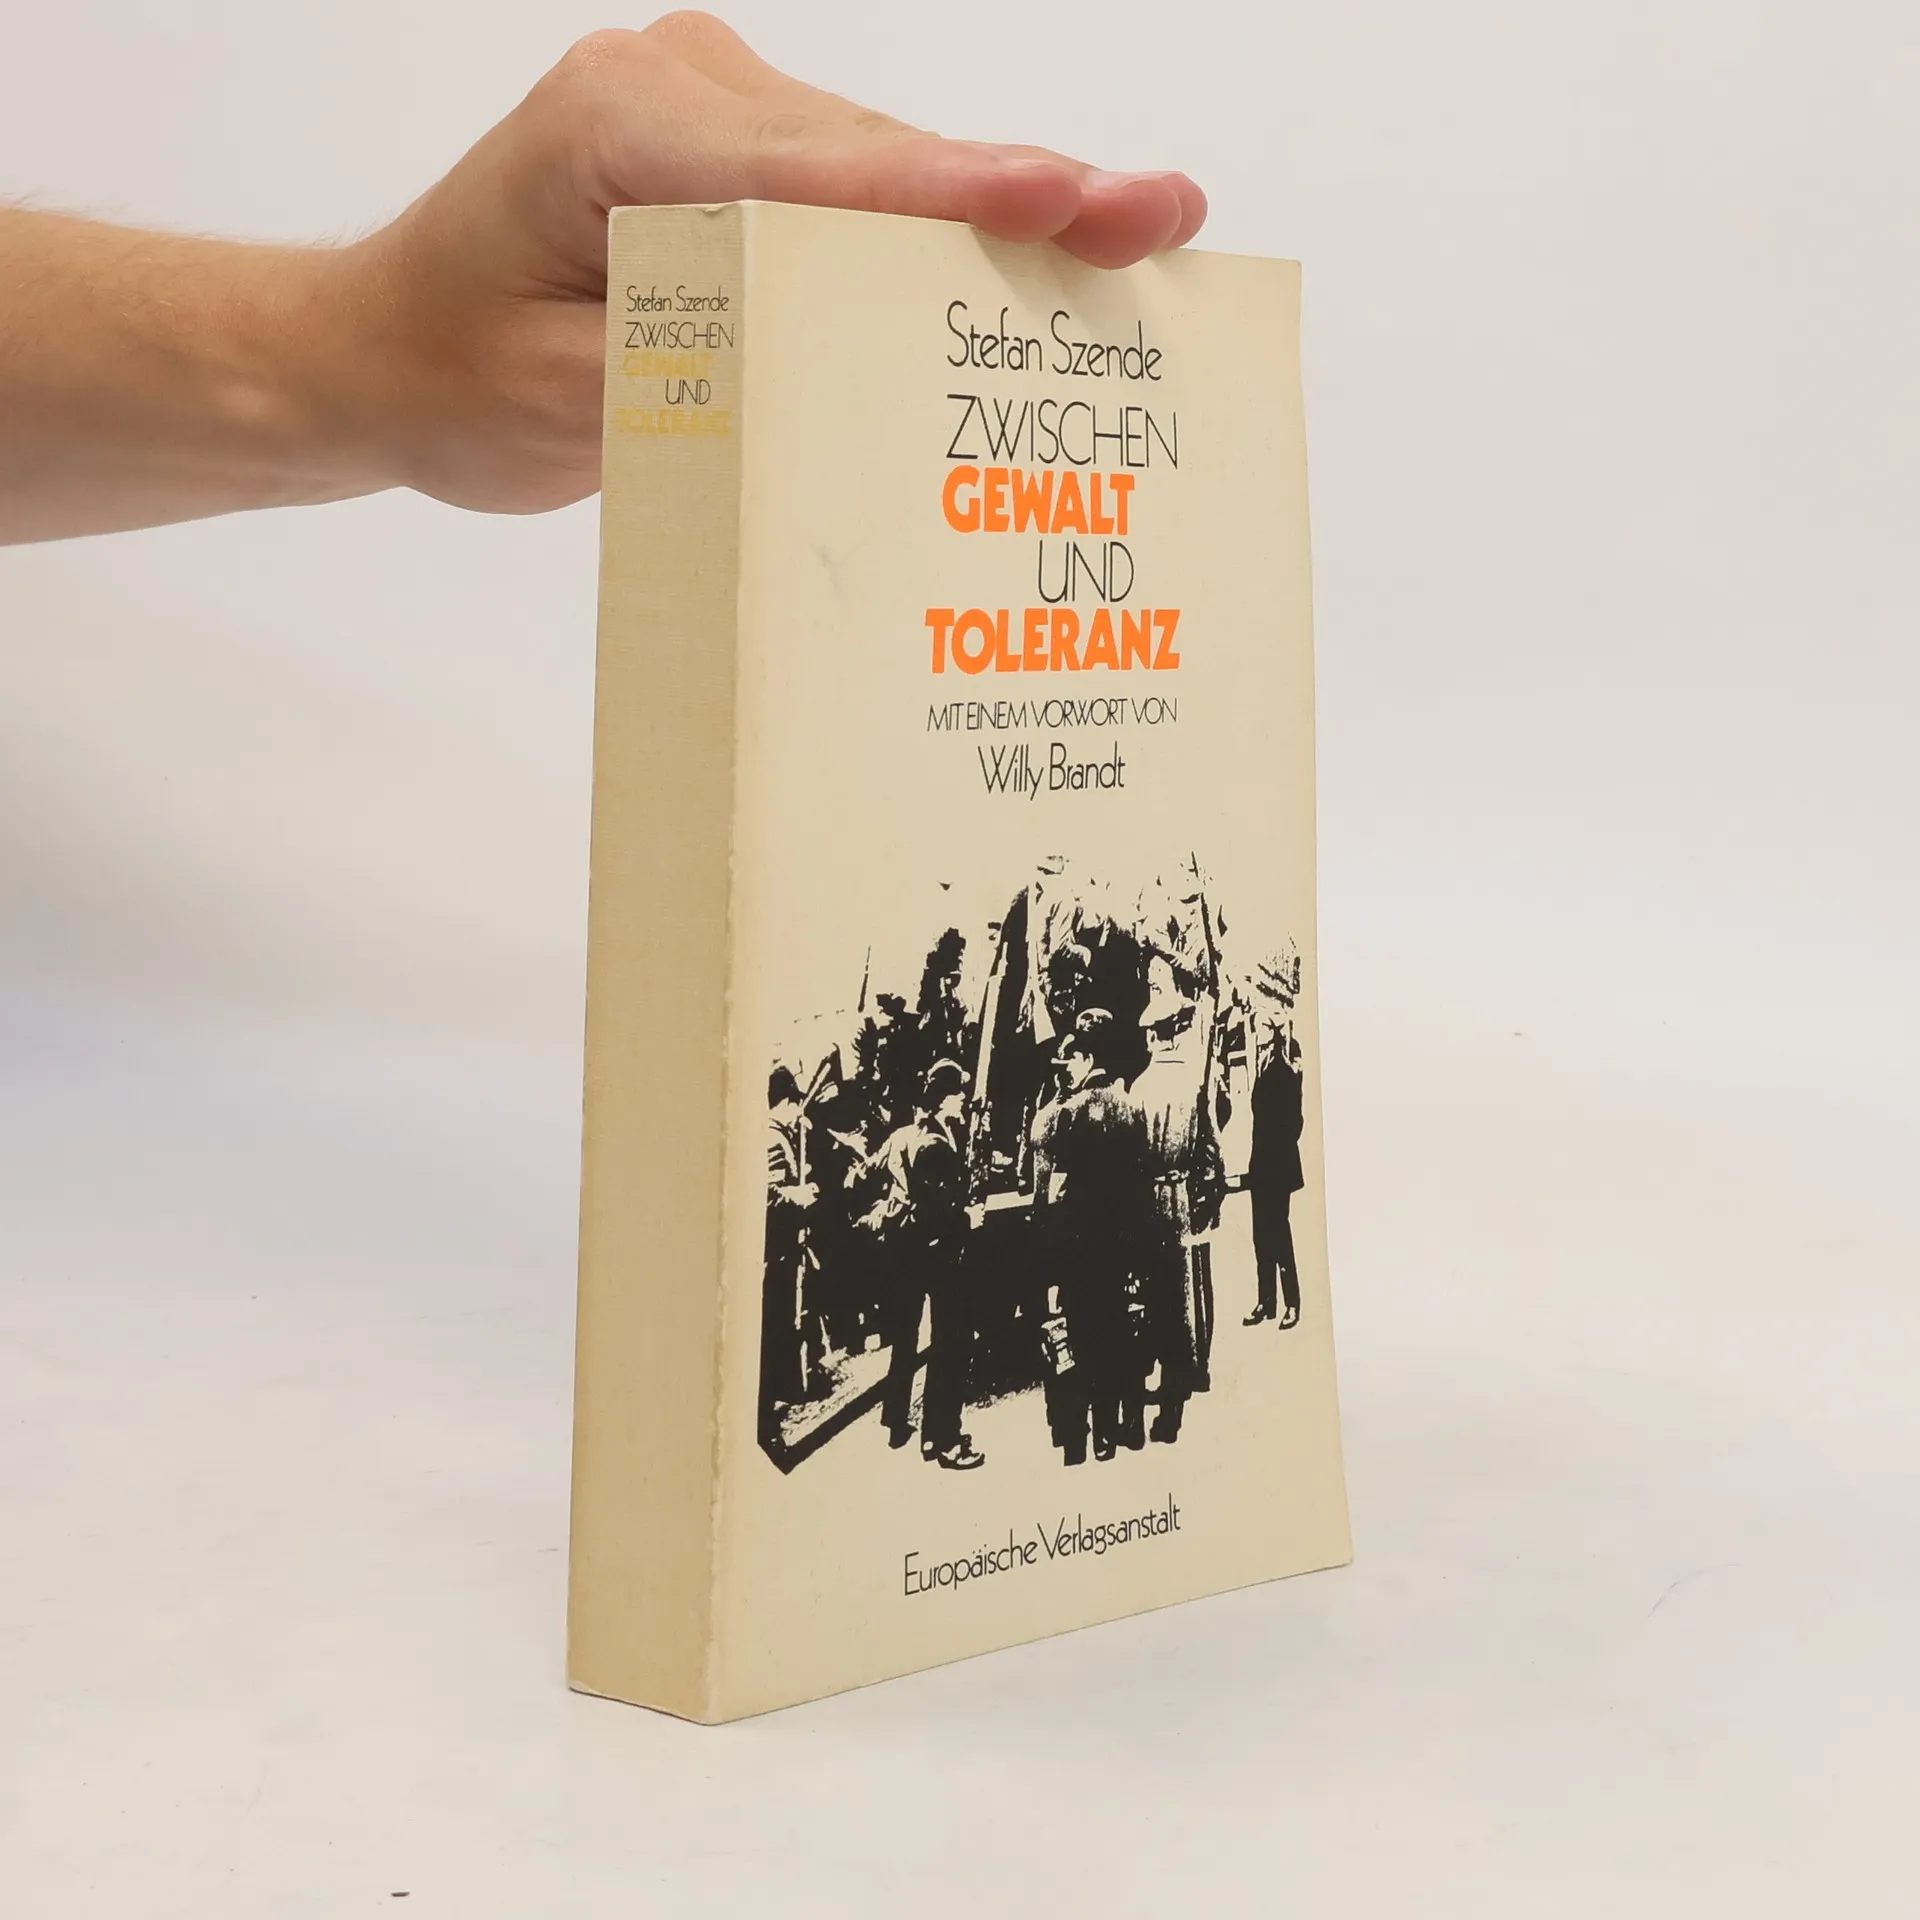 Stefan Szende
ZWISCHEN
GEWALT
UND
TOLERANZ
Stefan Szende
ZWISCHEN
GEWALT
UND
TOLERANZ
MIT EINEM VORWORT VON
Willy Brandt
Europäische Verlagsanstalt